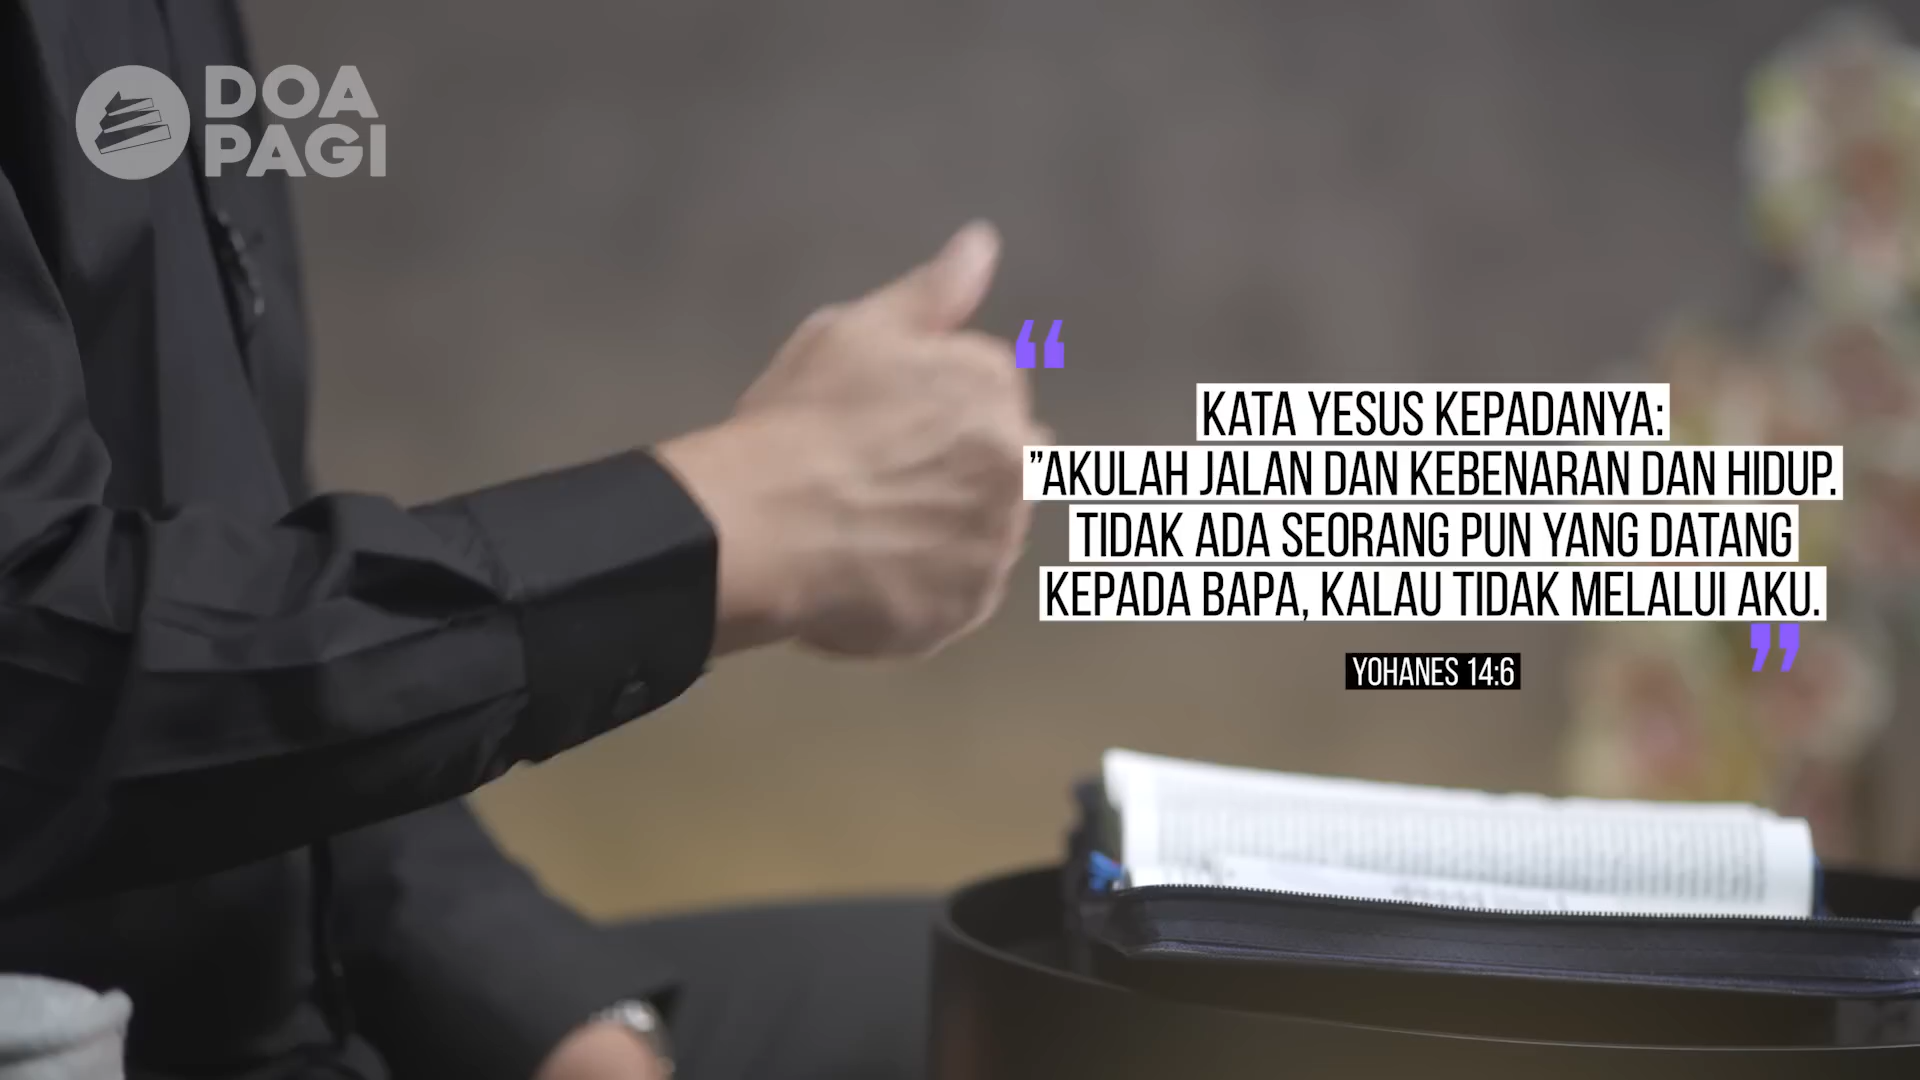 DOA
PAGI
“
KATA YESUS KEPADANYA:
”AKULAH JALAN DAN KEBENARAN DAN HIDUP.
TIDAK ADA SEORANG PUN YANG DATANG
KEPADA BAPA, KALAU TIDAK MELALUI AKU.
”
YOHANES 14:6